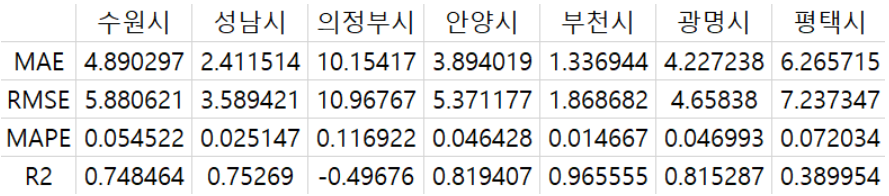 수원시 성남시 의정부시 안양시 부천시 광명시 평택시
MAE 4.890297 2.411514 10.15417 3.894019 1.336944 4.227238 6.265715
RMSE 5.880621 3.589421 10.96767 5.371177 1.868682 4.65838 7.237347
MAPE 0.054522 0.025147 0.116922 0.046428 0.014667 0.046993 0.072034
R2 0.748464 0.75269 -0.49676 0.819407 0.965555 0.815287 0.389954